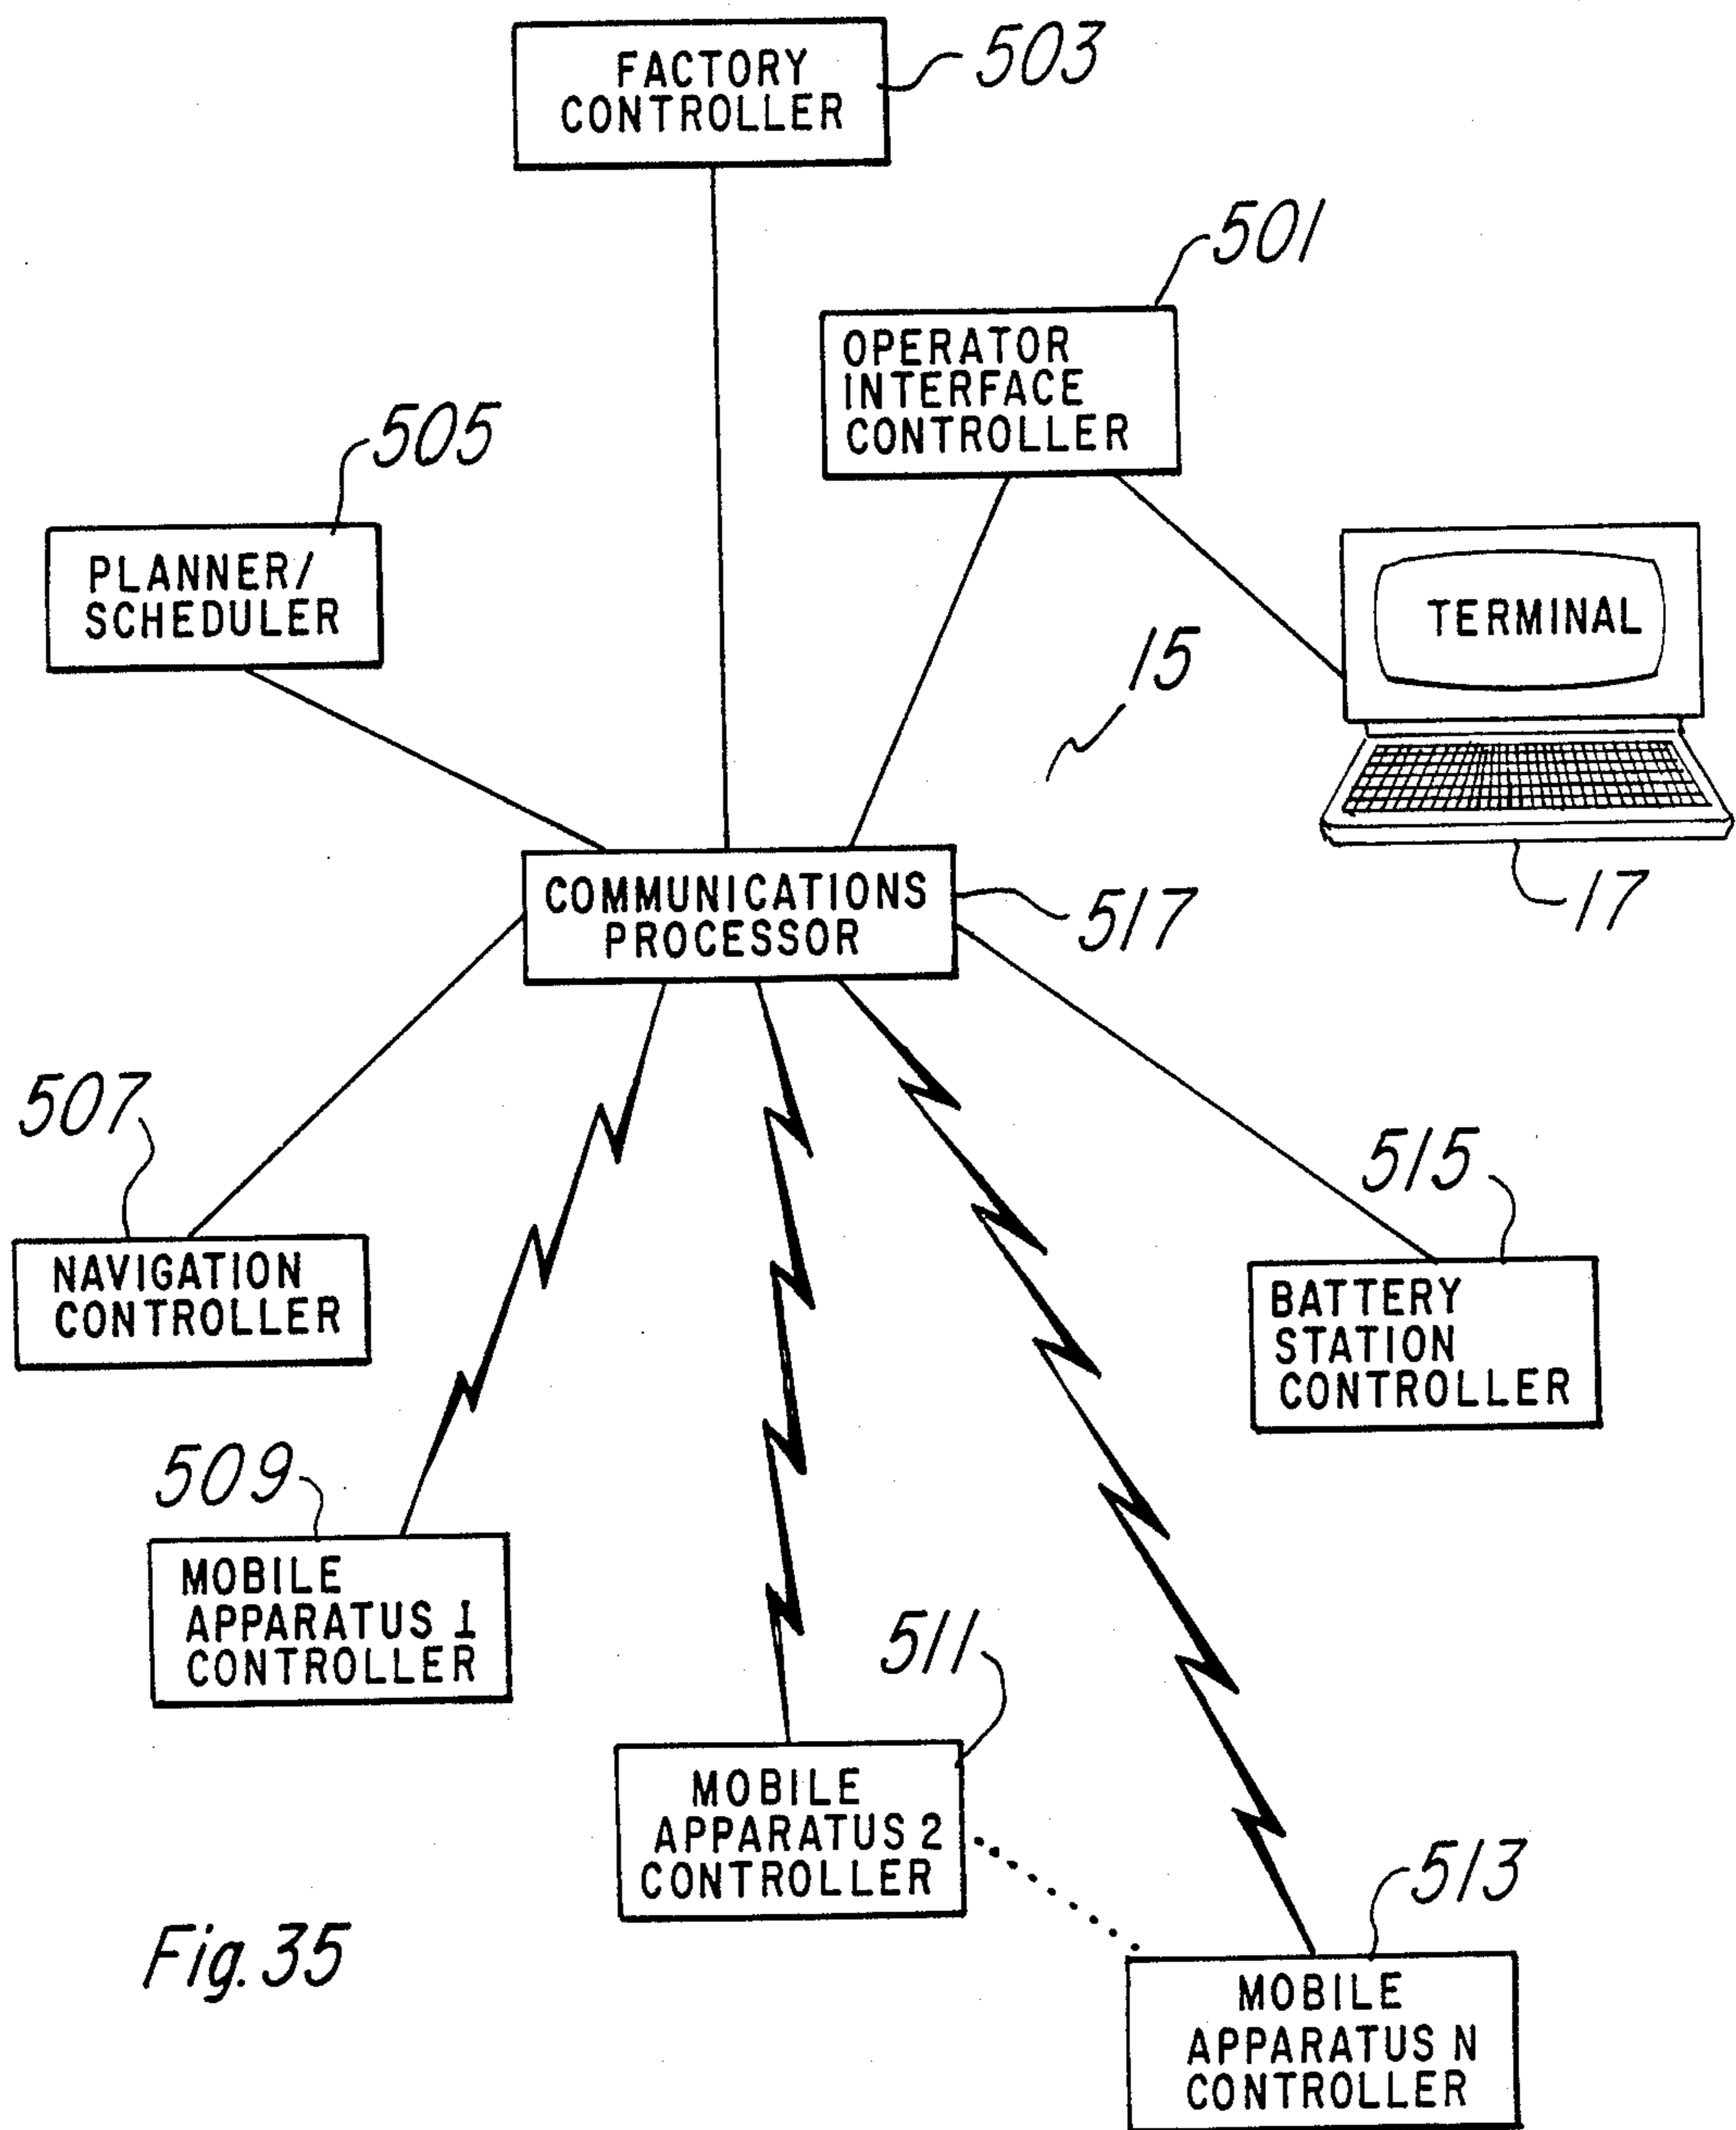 FACTORY
CONTROLLER
503
501
OPERATOR
INTERFACE
CONTROLLER
505
PLANNER/
SCHEDULER
TERMINAL
15
17
COMMUNICATIONS
PROCESSOR
517
507
NAVIGATION
CONTROLLER
515
BATTERY
STATION
CONTROLLER
509
MOBILE
APPARATUS 1
CONTROLLER
511
MOBILE
APPARATUS 2
CONTROLLER
513
MOBILE
APPARATUS N
CONTROLLER
Fig. 35